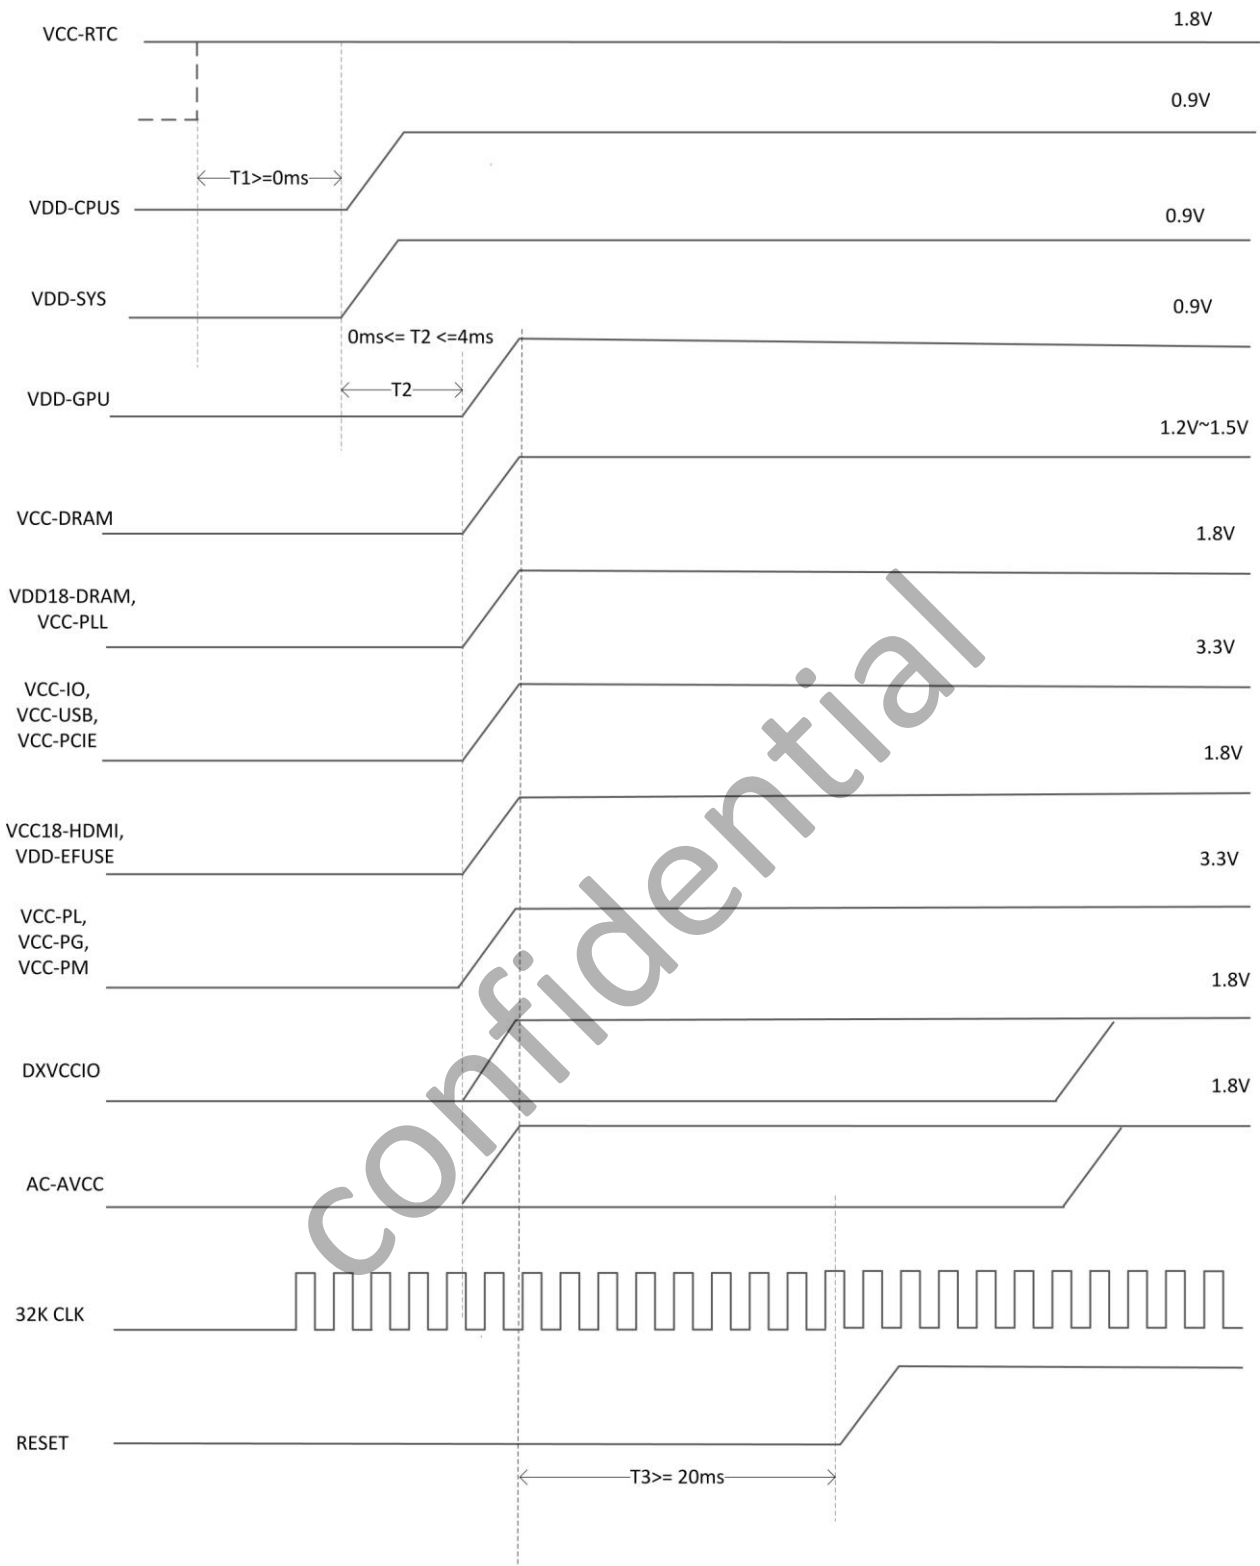 VCC-RTC
1.8V
0.9V
T1>=0ms
VDD-CPUS
0.9V
VDD-SYS
0.9V
0ms<= T2 <=4ms
T2
VDD-GPU
1.2V~1.5V
VCC-DRAM
1.8V
VDD18-DRAM,
VCC-PLL
3.3V
VCC-IO,
VCC-USB,
VCC-PCIE
1.8V
VCC18-HDMI,
VDD-EFUSE
3.3V
VCC-PL,
VCC-PG,
VCC-PM
1.8V
DXVCCIO
1.8V
AC-AVCC
32K CLK
RESET
T3>= 20ms
confidential